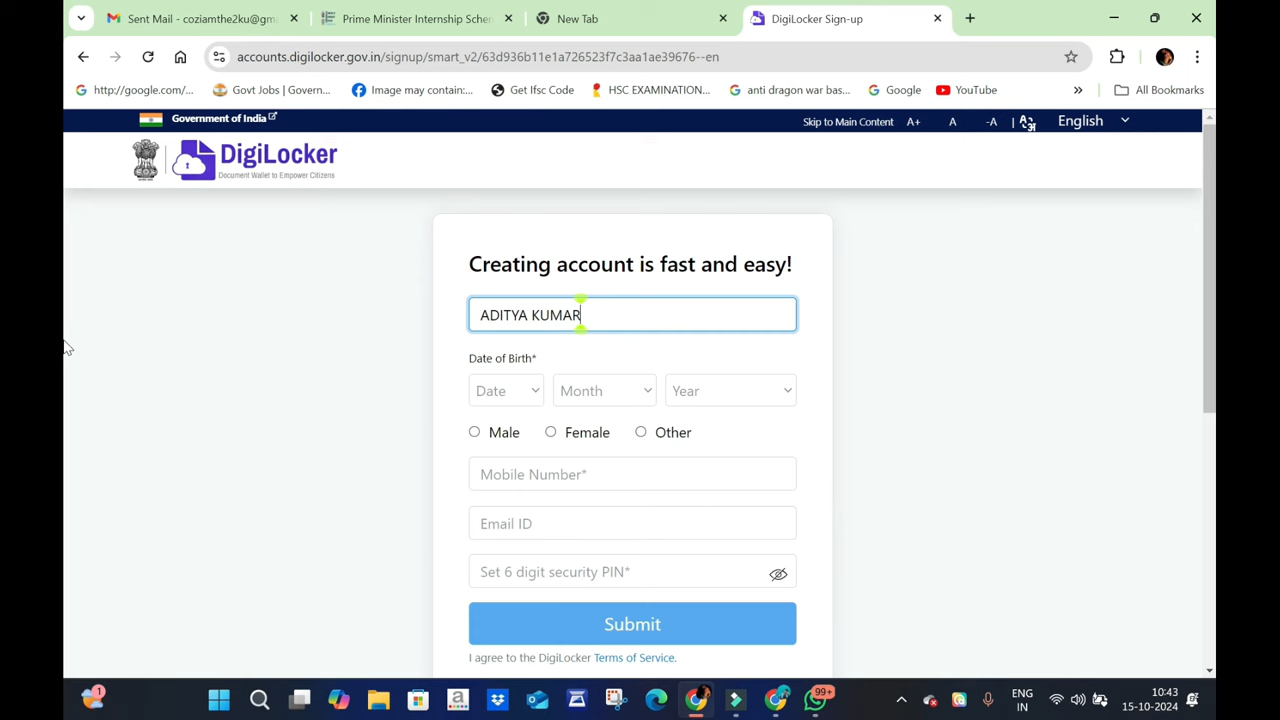 Sent Mail - coziamthe2ku@gm
Prime Minister Internship Scher
New Tab
DigiLocker Sign-up
accounts.digilocker.gov.in/signup/smart_v2/63d936b11e1a726523f7c3aa1ae39676--en
http://google.com/...
Govt Jobs | Govern...
Image may contain:...
Get Ifsc Code
HSC EXAMINATION...
anti dragon war bas...
Google
YouTube
All Bookmarks
Government of India
Skip to Main Content
A+
A
-A
|
English
DigiLocker
Document Wallet to Empower Citizens
Creating account is fast and easy!
ADITYA KUMAR
Date of Birth*
Date
Month
Year
Male
Female
Other
Mobile Number*
Email ID
Set 6 digit security PIN*
Submit
I agree to the DigiLocker Terms of Service.
1
99+
ENG
IN
10:43
15-10-2024